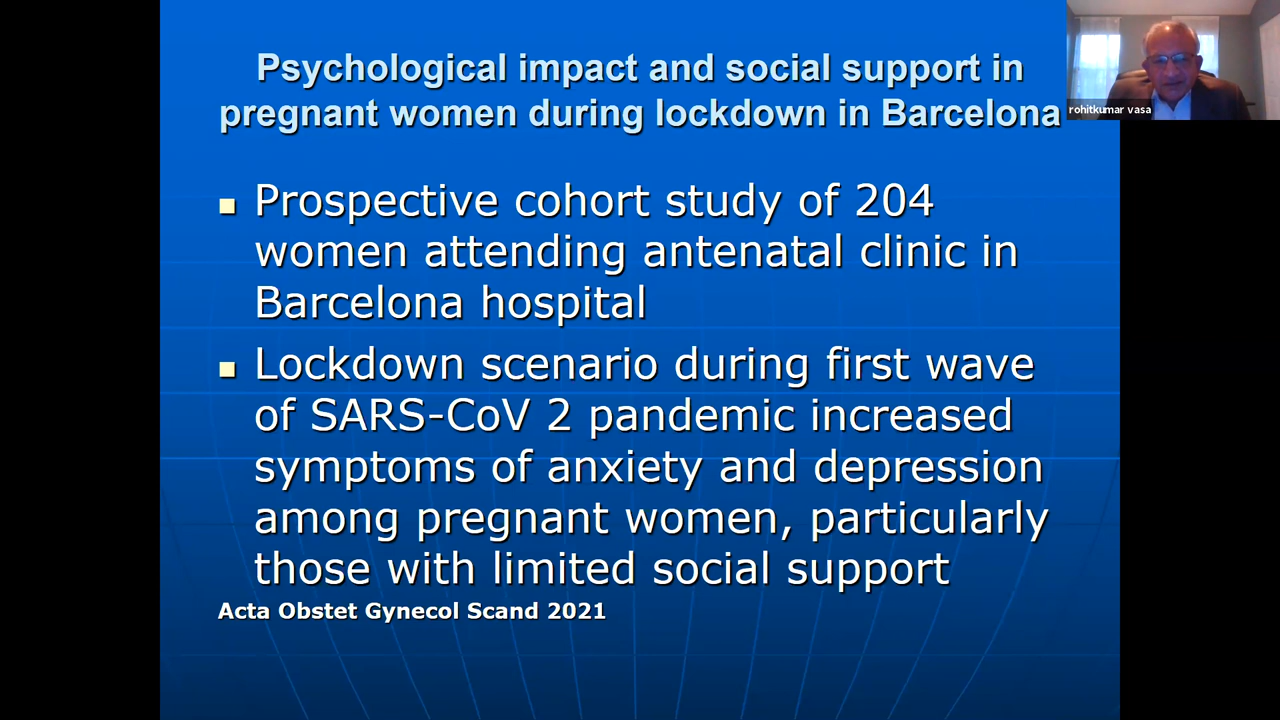 Psychological impact and social support in
pregnant women during lockdown in Barcelona
rohitkumar vasa
Prospective cohort study of 204
women attending antenatal clinic in
Barcelona hospital
Lockdown scenario during first wave
of SARS-CoV 2 pandemic increased
symptoms of anxiety and depression
among pregnant women, particularly
those with limited social support
Acta Obstet Gynecol Scand 2021